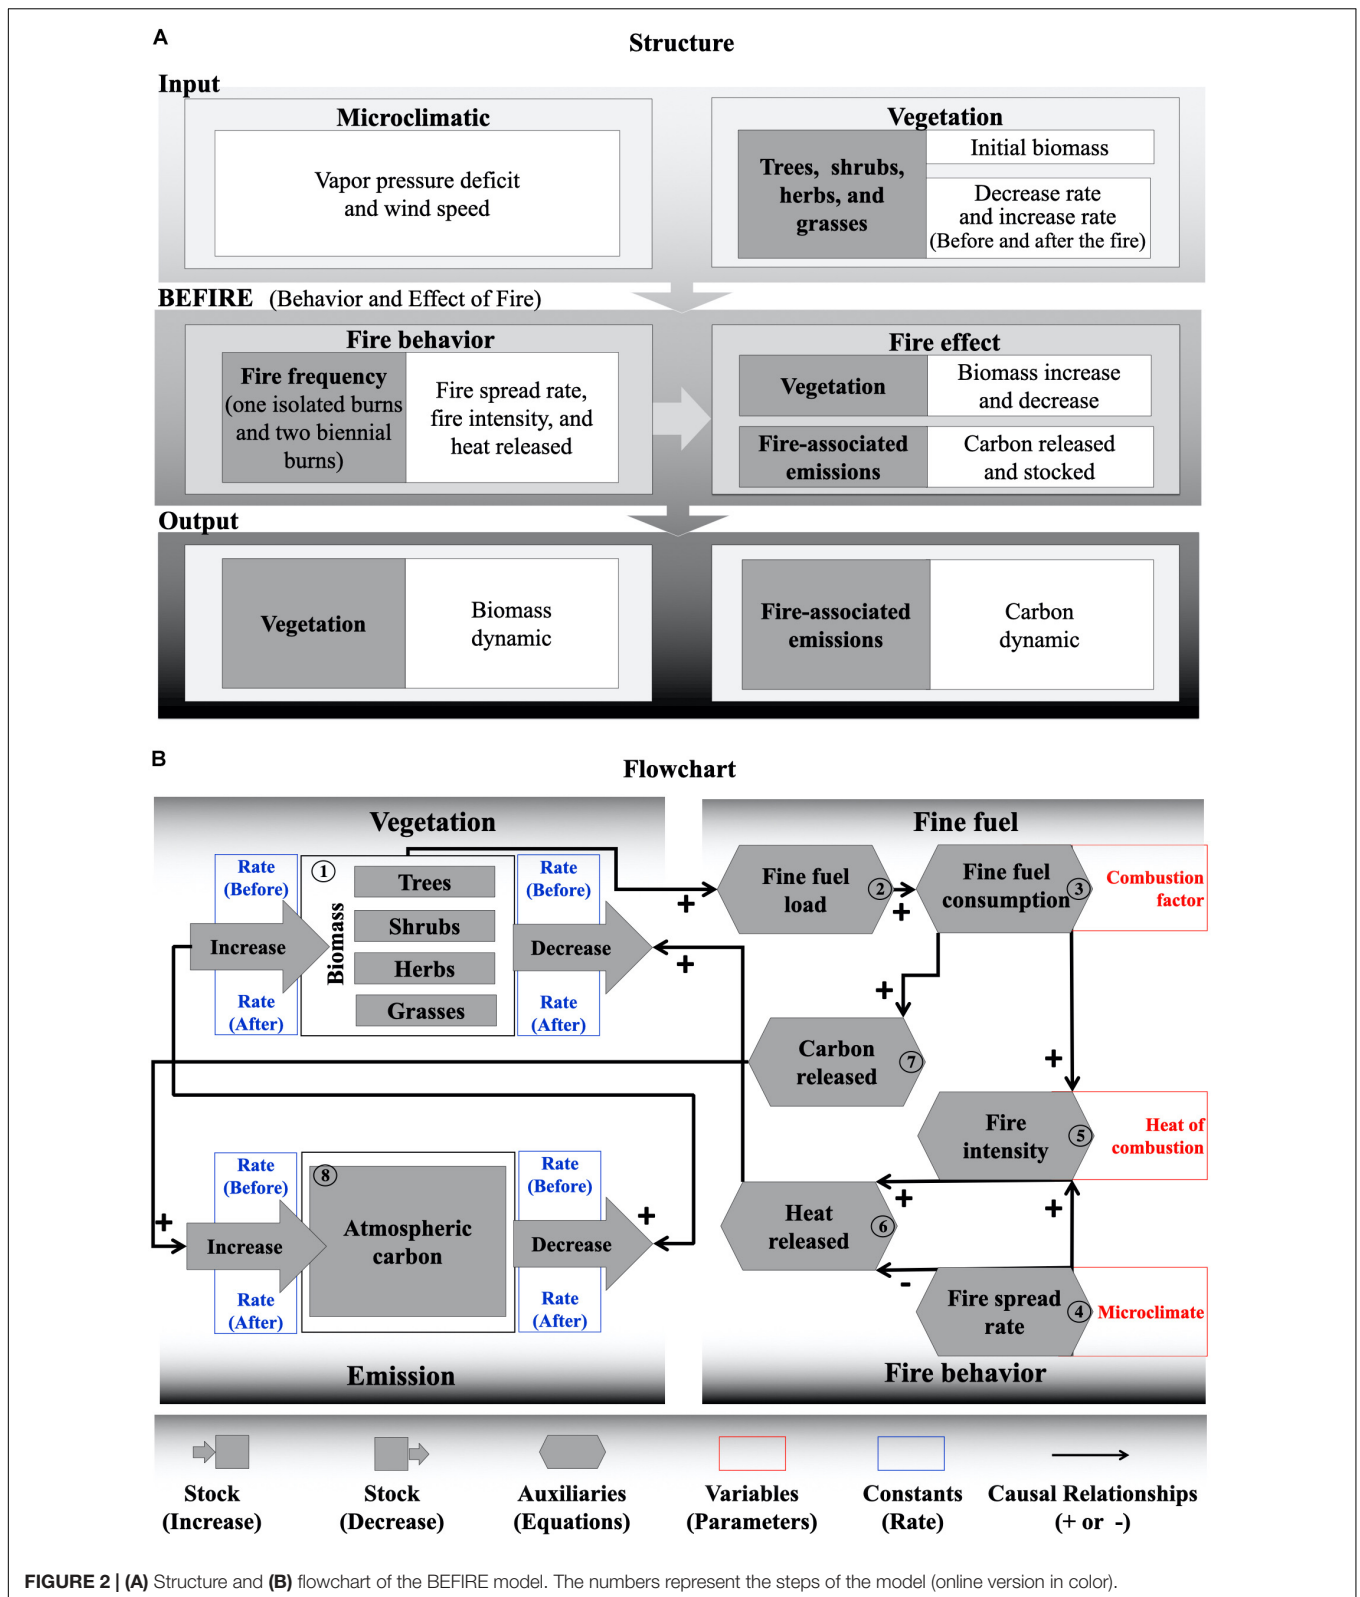 A
Structure
Input
Microclimatic
Vapor pressure deficit
and wind speed
Vegetation
Trees, shrubs,
herbs, and
grasses
Initial biomass
Decrease rate
and increase rate
(Before and after the fire)
BEFIRE (Behavior and Effect of Fire)
Fire behavior
Fire frequency
(one isolated burns
and two biennial
burns)
Fire spread rate,
fire intensity, and
heat released
Fire effect
Vegetation
Biomass increase
and decrease
Fire-associated
emissions
Carbon released
and stocked
Output
Vegetation
Biomass
dynamic
Fire-associated
emissions
Carbon
dynamic
B
Flowchart
Vegetation
Rate
(Before)
Increase
Rate
(After)
1
Biomass
Trees
Shrubs
Herbs
Grasses
Rate
(Before)
Decrease
Rate
(After)
+
+
Fine fuel
Fine fuel
load
2
+
Fine fuel
consumption
3
Combustion
factor
+
Carbon
released
7
+
Fire
intensity
5
Heat of
combustion
+
+
Heat
released
6
-
Fire spread
rate
4
Microclimate
Fire behavior
+
Rate
(Before)
Increase
Rate
(After)
8
Atmospheric
carbon
Rate
(Before)
Decrease
Rate
(After)
+
Emission
Stock
(Increase)
Stock
(Decrease)
Auxiliaries
(Equations)
Variables
(Parameters)
Constants
(Rate)
Causal Relationships
(+ or -)
FIGURE 2 | (A) Structure and (B) flowchart of the BEFIRE model. The numbers represent the steps of the model (online version in color).